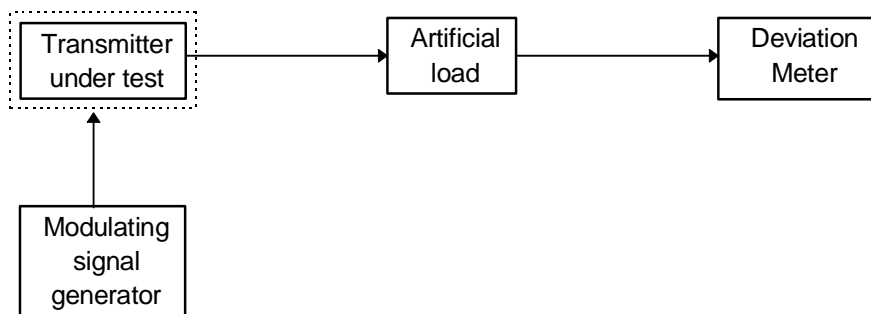 Transmitter
under test
Artificial
load
Deviation
Meter
Modulating
signal
generator